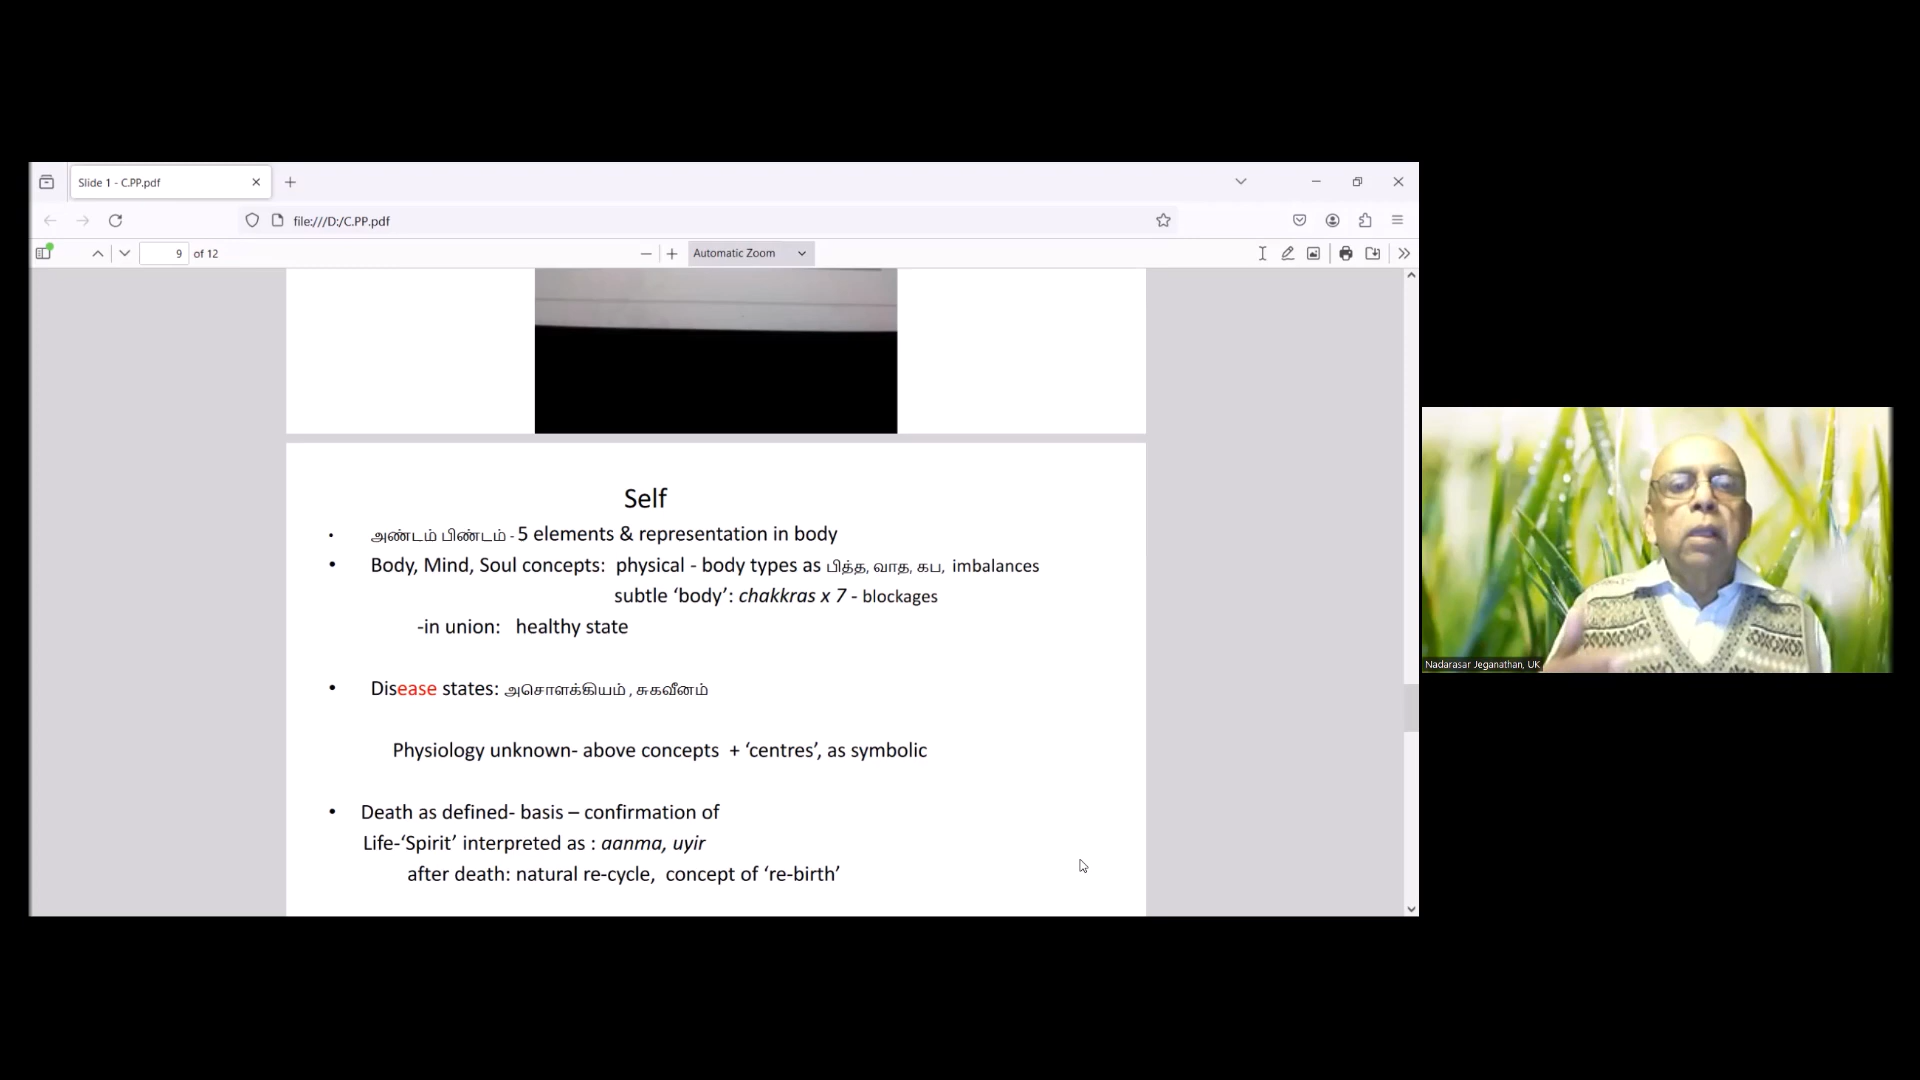 Slide 1 - C.PP.pdf
file:///D:/C.PP.pdf
9 of 12
Automatic Zoom
Self
• அண்டம் பிண்டம் - 5 elements & representation in body
• Body, Mind, Soul concepts: physical - body types as பித்த, வாத, கப, imbalances
subtle ‘body’: chakkras x 7 - blockages
-in union: healthy state
• Disease states: அசௌக்கியம் , சுகவீனம்
Physiology unknown- above concepts + ‘centres’, as symbolic
• Death as defined- basis – confirmation of
Life-‘Spirit’ interpreted as : aanma, uyir
after death: natural re-cycle, concept of ‘re-birth’
Nadarasar Jeganathan, UK